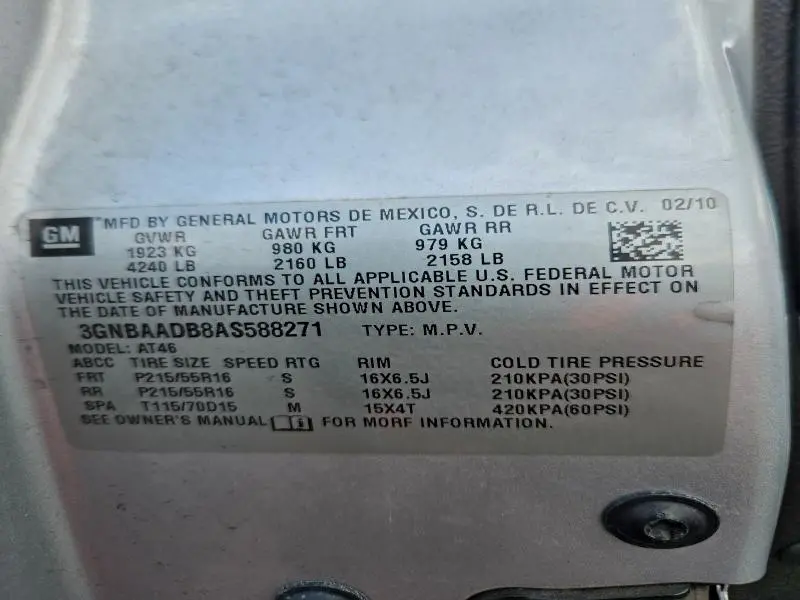 GM MFD BY GENERAL MOTORS DE MEXICO, S. DE R.L. DE C.V. 02/10
GVWR GAWR FRT GAWR RR
1923 KG 980 KG 979 KG
4240 LB 2160 LB 2158 LB
THIS VEHICLE CONFORMS TO ALL APPLICABLE U.S. FEDERAL MOTOR
VEHICLE SAFETY AND THEFT PREVENTION STANDARDS IN EFFECT ON
THE DATE OF MANUFACTURE SHOWN ABOVE.
3GNBAADB8AS588271 TYPE: M.P.V.
MODEL: AT46
ABCC TIRE SIZE SPEED RTG RIM COLD TIRE PRESSURE
FRT P215/55R16 S 16X6.5J 210KPA(30PSI)
RR P215/55R16 S 16X6.5J 210KPA(30PSI)
SPA T115/70D15 M 15X4T 420KPA(60PSI)
SEE OWNER'S MANUAL FOR MORE INFORMATION.